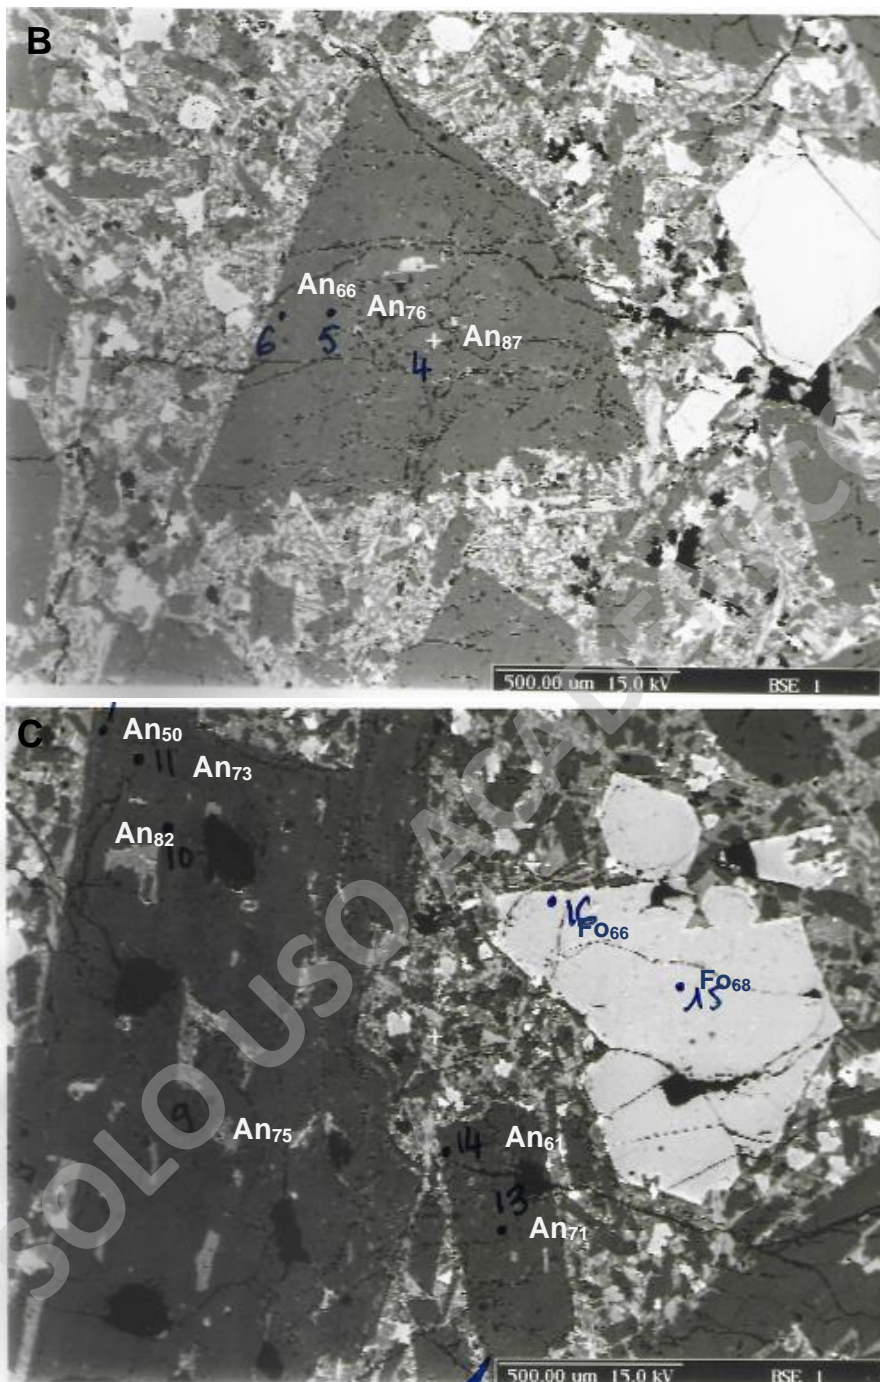 B
An66
An76
An87
6
5
4
500.00 um 15.0 kV BSE 1
C
An50
11
An73
An82
10
16
Fo66
Fo68
15
9
An75
14
An61
13
An71
500.00 um 15.0 kV BSE 1
SOLO USO ACADÉMICO